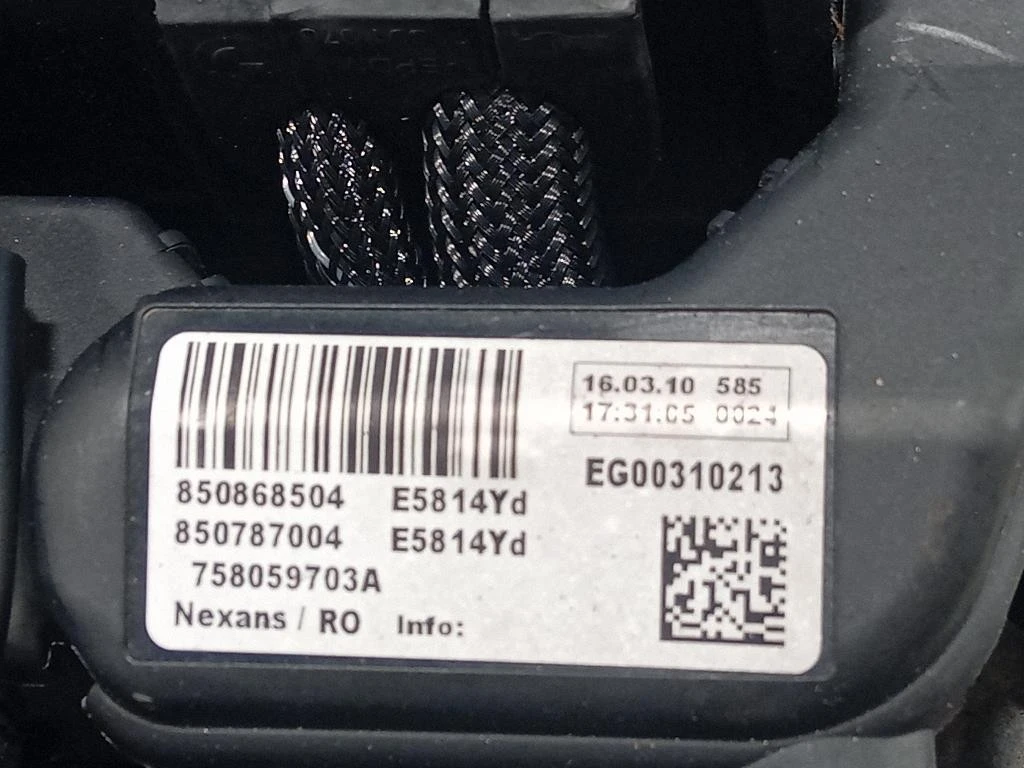 16.03.10 585
17:31:05 0024
EG00310213
850868504 E5814Yd
850787004 E5814Yd
758059703A
Nexans / RO Info: